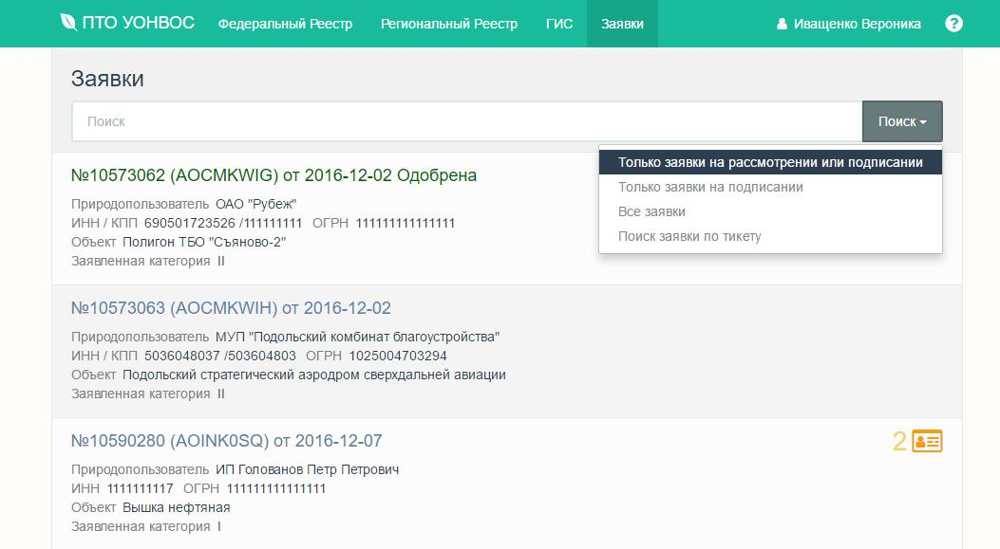 ПТО УОНВОС Федеральный Реестр Региональный Реестр ГИС Заявки Иващенко Вероника ?
Заявки
Поиск Поиск
Только заявки на рассмотрении или подписании
Только заявки на подписании
Все заявки
Поиск заявки по тикету
№10573062 (AOCMKWIG) от 2016-12-02 Одобрена
Природопользователь ОАО "Рубеж"
ИНН / КПП 690501723526 /111111111 ОГРН 111111111111111
Объект Полигон ТБО "Съяново-2"
Заявленная категория II
№10573063 (AOCMKWIH) от 2016-12-02
Природопользователь МУП "Подольский комбинат благоустройства"
ИНН / КПП 5036048037 /503604803 ОГРН 1025004703294
Объект Подольский стратегический аэродром сверхдальней авиации
Заявленная категория II
№10590280 (AOINK0SQ) от 2016-12-07 2
Природопользователь ИП Голованов Петр Петрович
ИНН 1111111117 ОГРН 111111111111111
Объект Вышка нефтяная
Заявленная категория I